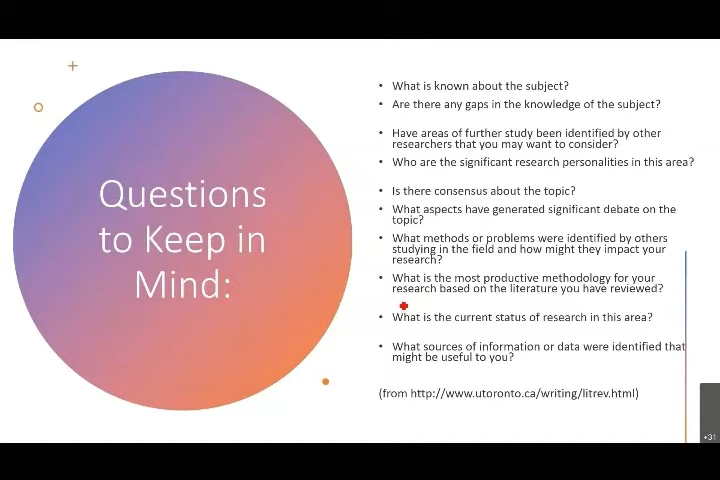 Questions
to Keep in
Mind:
• What is known about the subject?
• Are there any gaps in the knowledge of the subject?
• Have areas of further study been identified by other
researchers that you may want to consider?
• Who are the significant research personalities in this area?
• Is there consensus about the topic?
• What aspects have generated significant debate on the
topic?
• What methods or problems were identified by others
studying in the field and how might they impact your
research?
• What is the most productive methodology for your
research based on the literature you have reviewed?
• What is the current status of research in this area?
• What sources of information or data were identified that
might be useful to you?
(from http://www.utoronto.ca/writing/litrev.html)
+31